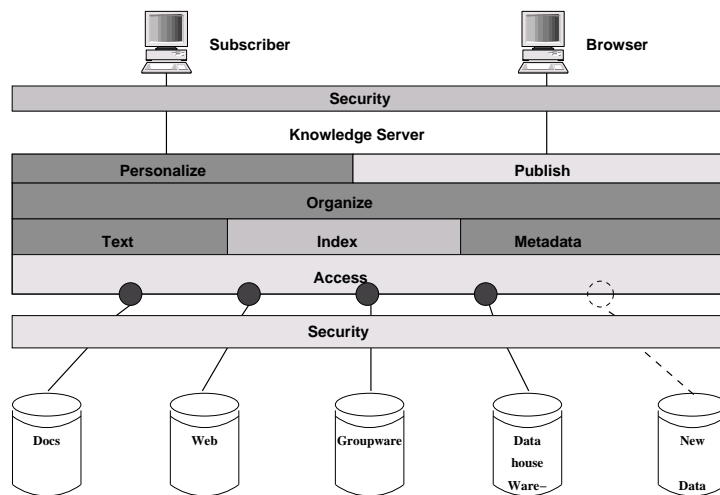 Subscriber
Browser
Security
Knowledge Server
Personalize
Publish
Organize
Text
Index
Metadata
Access
Security
Docs
Web
Groupware
Data
house
Ware–
New
Data